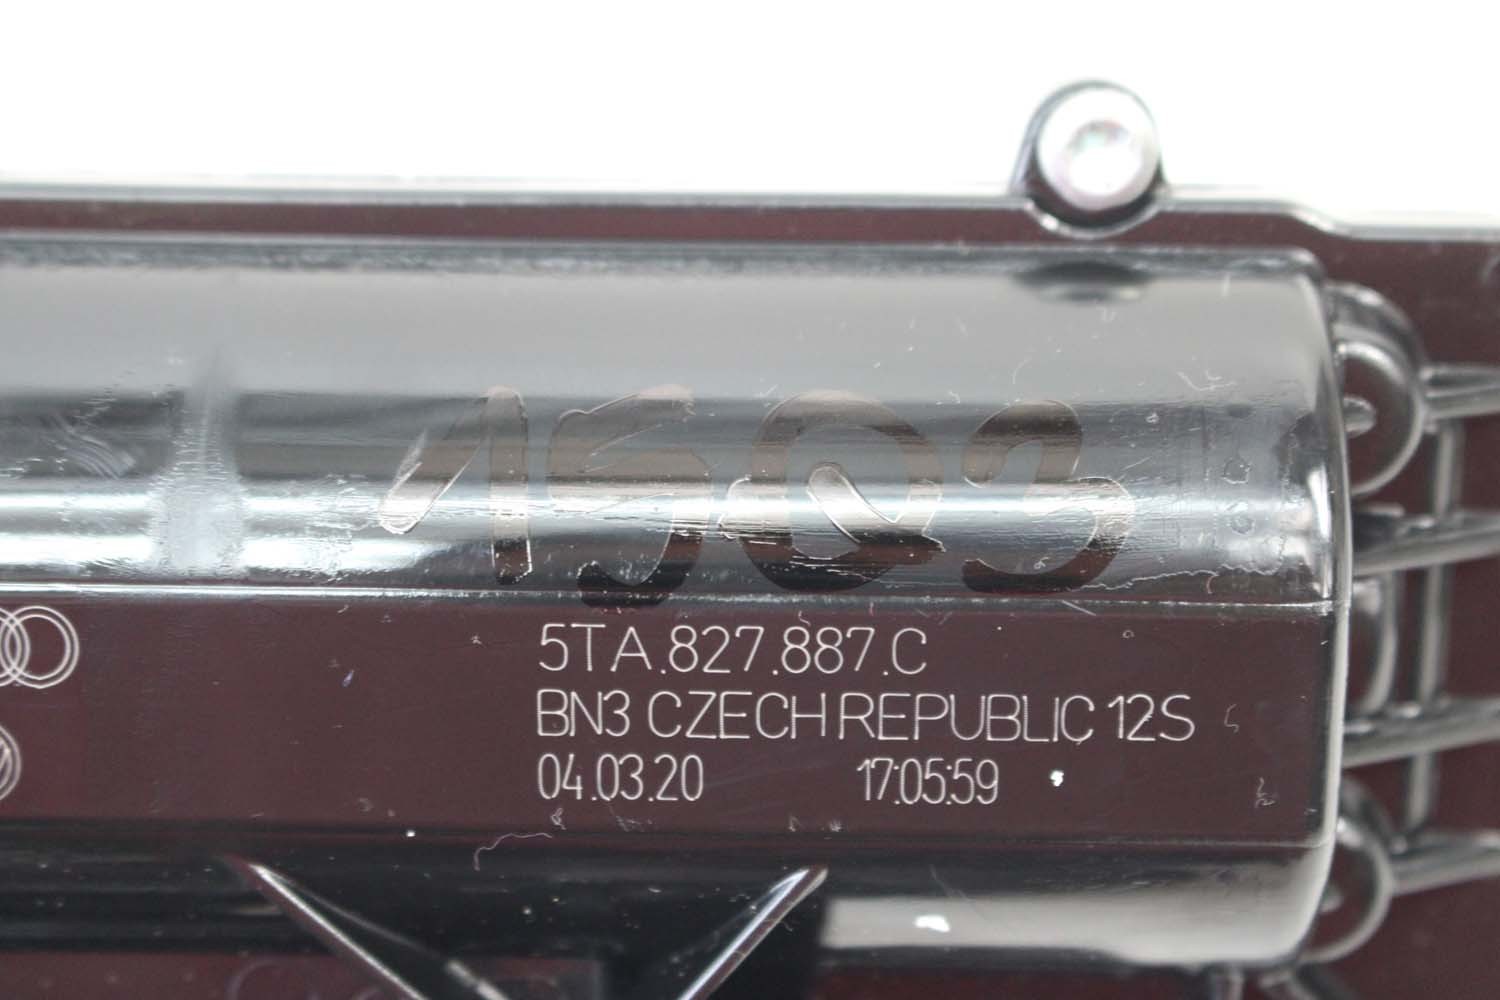 1503
5TA.827.887.C
BN3 CZECH REPUBLIC 12S
04.03.20 17:05:59